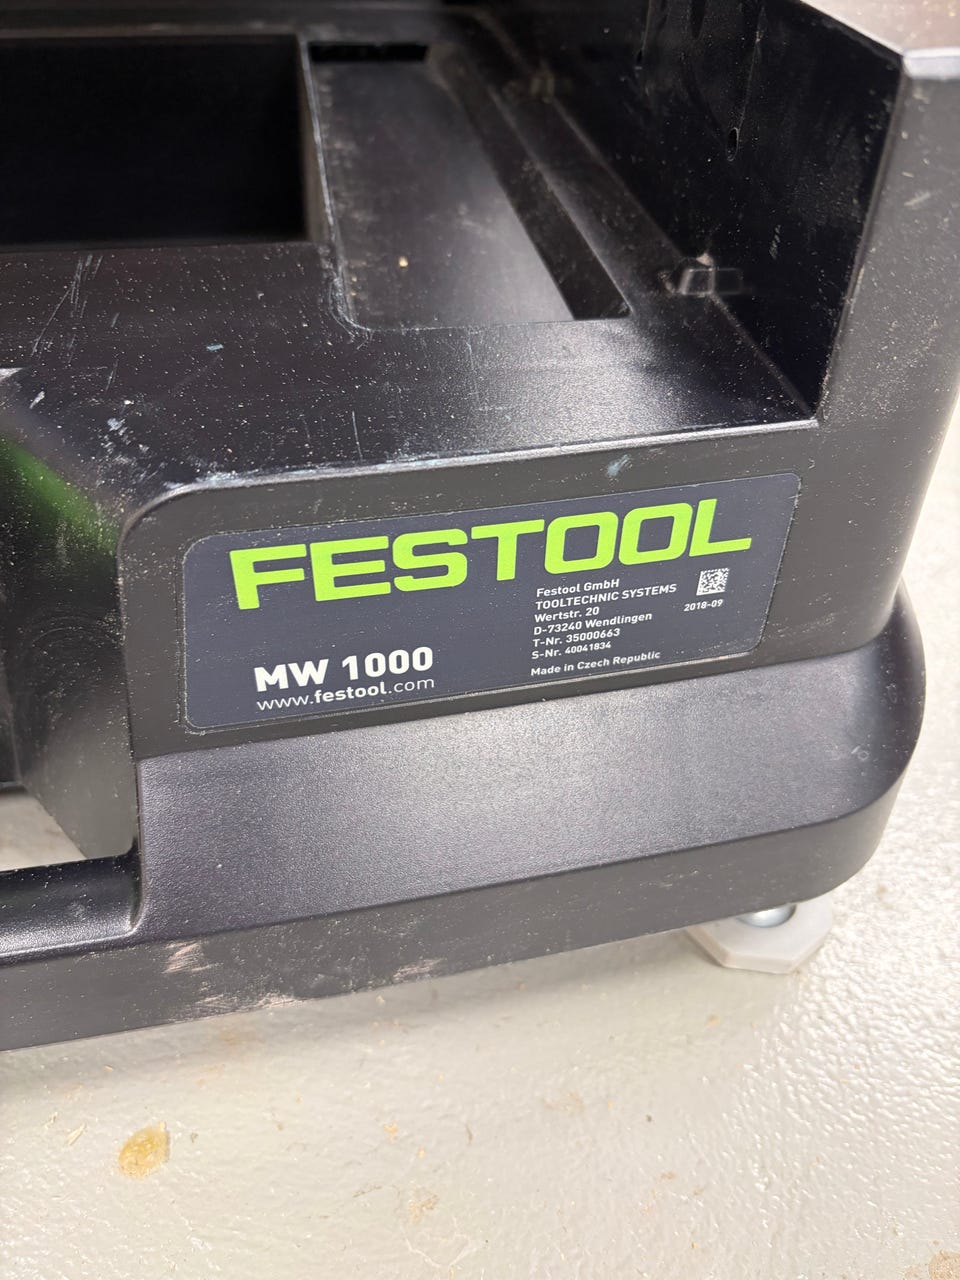 FESTOOL
Festool GmbH
TOOLTECHNIC SYSTEMS
Wertstr. 20
D-73240 Wendlingen
T-Nr. 35000663
S-Nr. 40041834
Made in Czech Republic
2018-09
MW 1000
www.festool.com